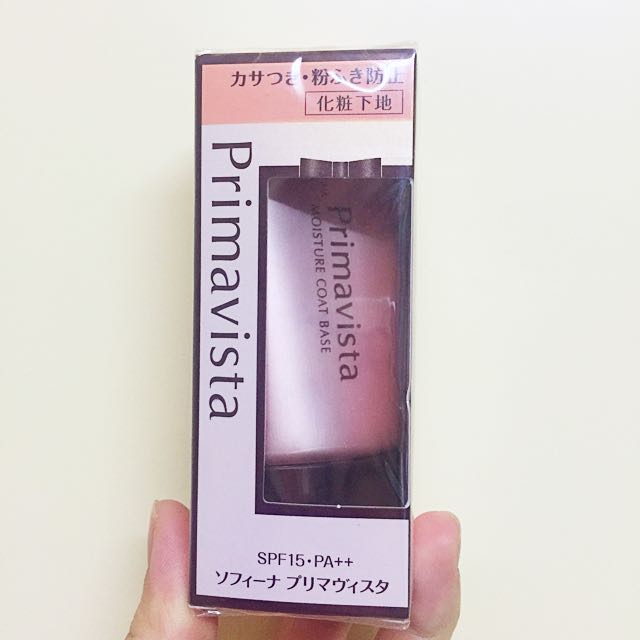 カサつき・粉ふき防止
化粧下地
Primavista
Primavista
MOISTURE COAT BASE
SPF15・PA++
ソフィーナ プリマヴィスタ